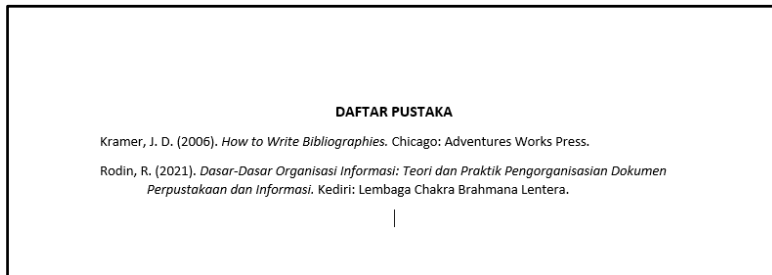 DAFTAR PUSTAKA
Kramer, J. D. (2006). How to Write Bibliographies. Chicago: Adventures Works Press.
Rodin, R. (2021). Dasar-Dasar Organisasi Informasi: Teori dan Praktik Pengorganisasian Dokumen
Perpustakaan dan Informasi. Kediri: Lembaga Chakra Brahmana Lentera.